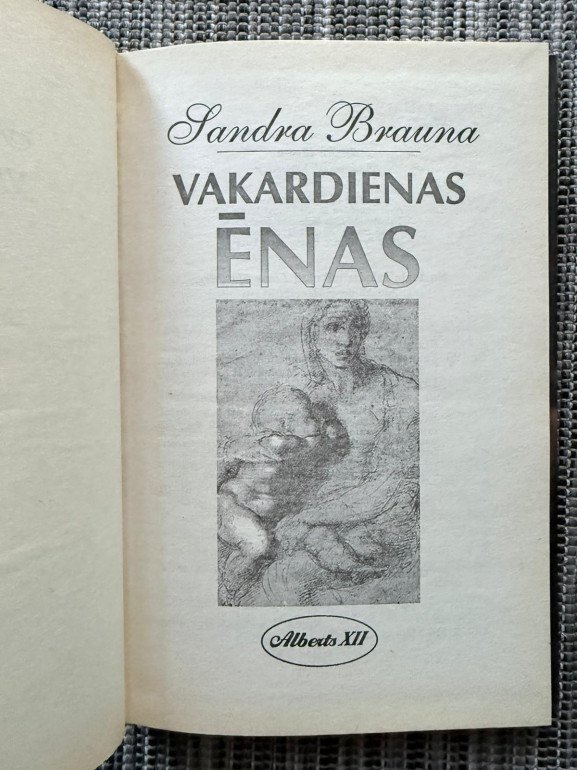 Sandra Brauna
VAKARDIENAS
ĒNAS
Alberts XII